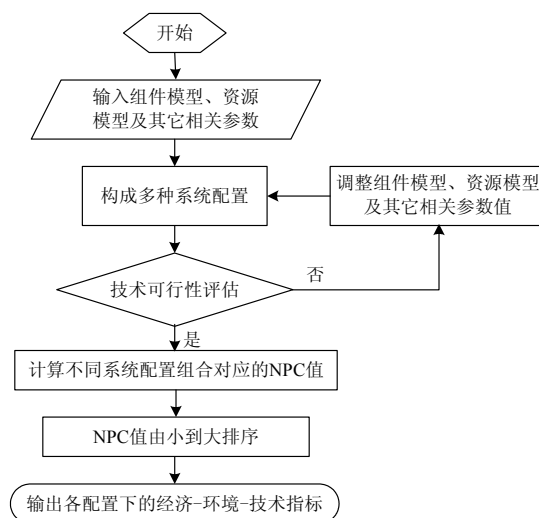 开始
输入组件模型、资源
模型及其它相关参数
构成多种系统配置
调整组件模型、资源模型
及其它相关参数值
技术可行性评估
否
是
计算不同系统配置组合对应的NPC值
NPC值由小到大排序
输出各配置下的经济-环境-技术指标